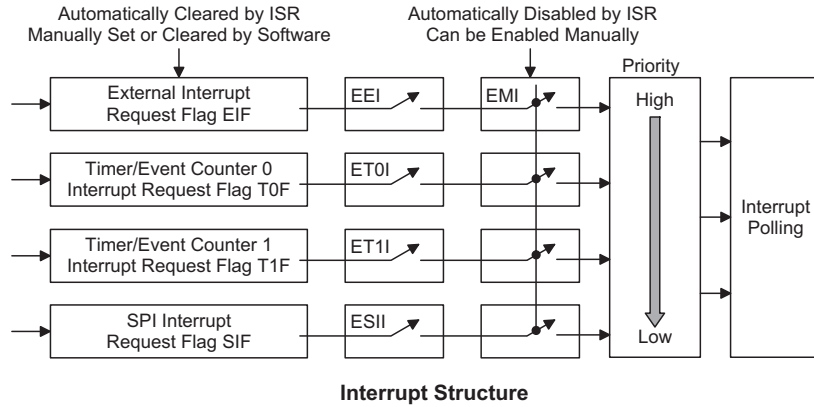 Automatically Cleared by ISR
Manually Set or Cleared by Software
Automatically Disabled by ISR
Can be Enabled Manually
Priority
External Interrupt
Request Flag EIF
EEI
EMI
High
Timer/Event Counter 0
Interrupt Request Flag T0F
ET0I
Interrupt
Polling
Timer/Event Counter 1
Interrupt Request Flag T1F
ET1I
SPI Interrupt
Request Flag SIF
ESII
Low
Interrupt Structure